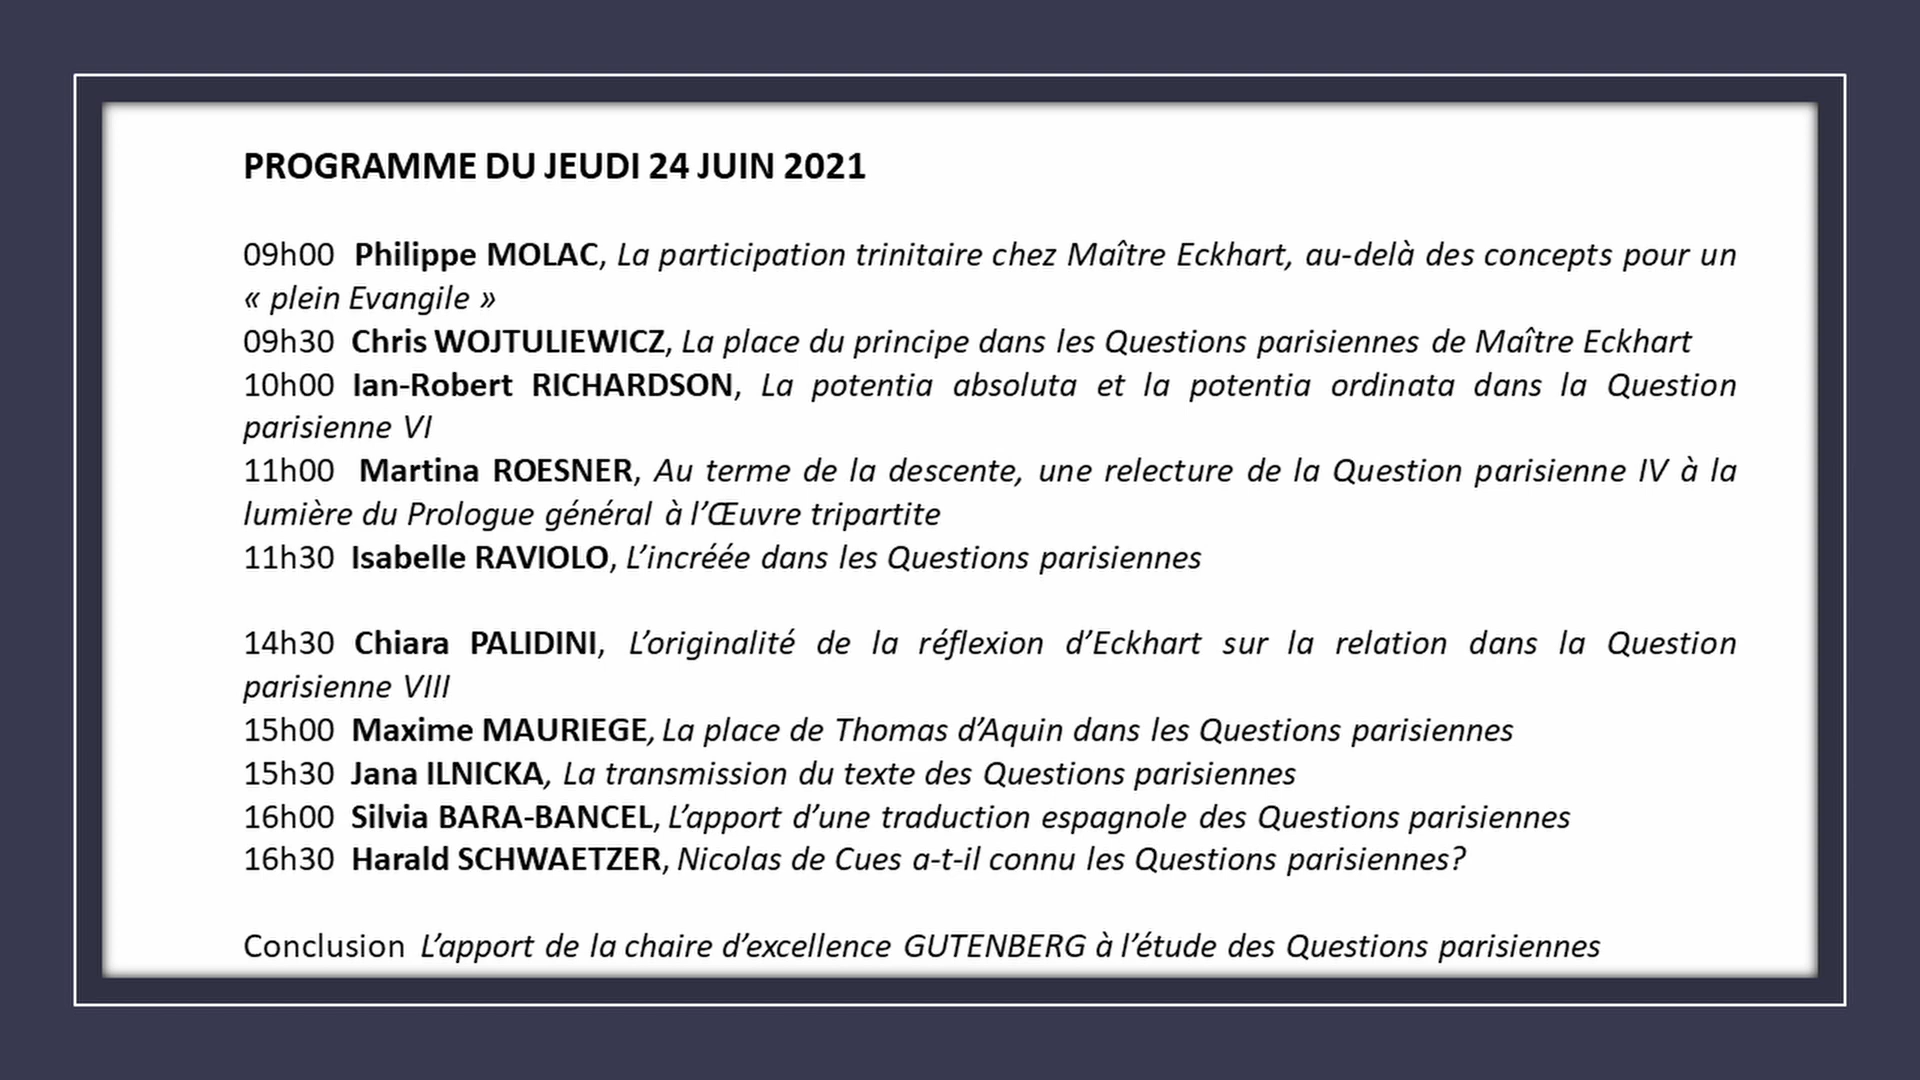 PROGRAMME DU JEUDI 24 JUIN 2021
09h00 Philippe MOLAC, La participation trinitaire chez Maître Eckhart, au-delà des concepts pour un
« plein Evangile »
09h30 Chris WOJTULIEWICZ, La place du principe dans les Questions parisiennes de Maître Eckhart
10h00 Ian-Robert RICHARDSON, La potentia absoluta et la potentia ordinata dans la Question
parisienne VI
11h00 Martina ROESNER, Au terme de la descente, une relecture de la Question parisienne IV à la
lumière du Prologue général à l’Œuvre tripartite
11h30 Isabelle RAVIOLO, L’incréée dans les Questions parisiennes
14h30 Chiara PALIDINI, L’originalité de la réflexion d’Eckhart sur la relation dans la Question
parisienne VIII
15h00 Maxime MAURIEGE, La place de Thomas d’Aquin dans les Questions parisiennes
15h30 Jana ILNICKA, La transmission du texte des Questions parisiennes
16h00 Silvia BARA-BANCEL, L’apport d’une traduction espagnole des Questions parisiennes
16h30 Harald SCHWAETZER, Nicolas de Cues a-t-il connu les Questions parisiennes?
Conclusion L’apport de la chaire d’excellence GUTENBERG à l’étude des Questions parisiennes